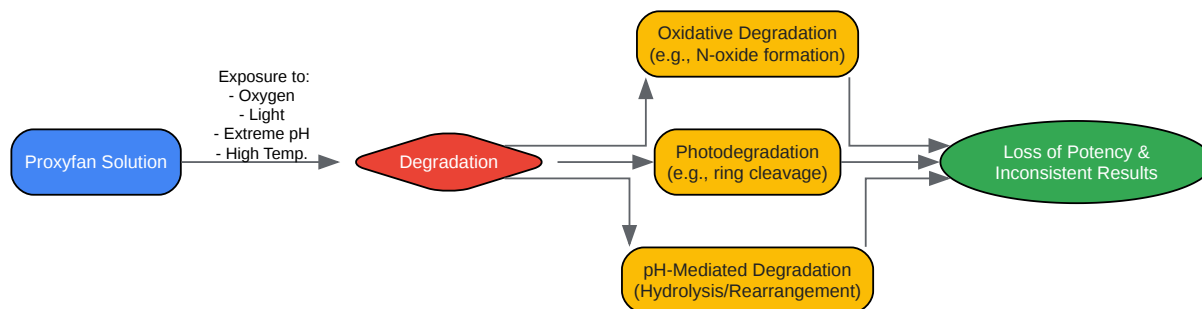 Proxyfan Solution
Exposure to:
- Oxygen
- Light
- Extreme pH
- High Temp.
Degradation
Oxidative Degradation
(e.g., N-oxide formation)
Photodegradation
(e.g., ring cleavage)
pH-Mediated Degradation
(Hydrolysis/Rearrangement)
Loss of Potency &
Inconsistent Results